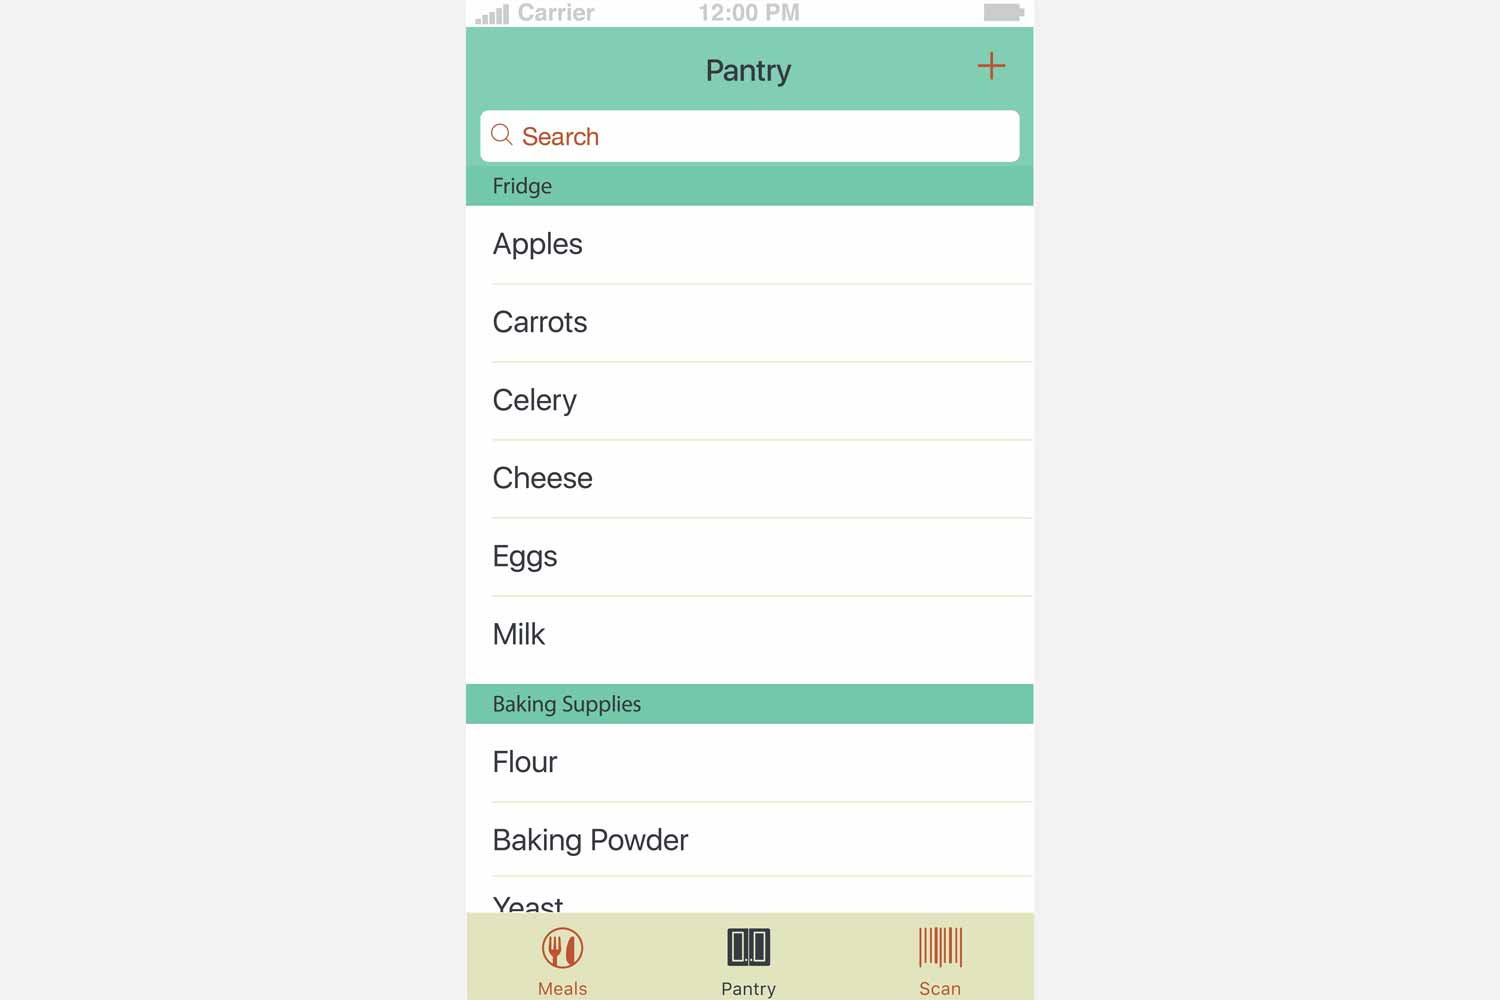 Carrier 12:00 PM
Pantry
Search
Fridge
Apples
Carrots
Celery
Cheese
Eggs
Milk
Baking Supplies
Flour
Baking Powder
Yeast
Meals Pantry Scan